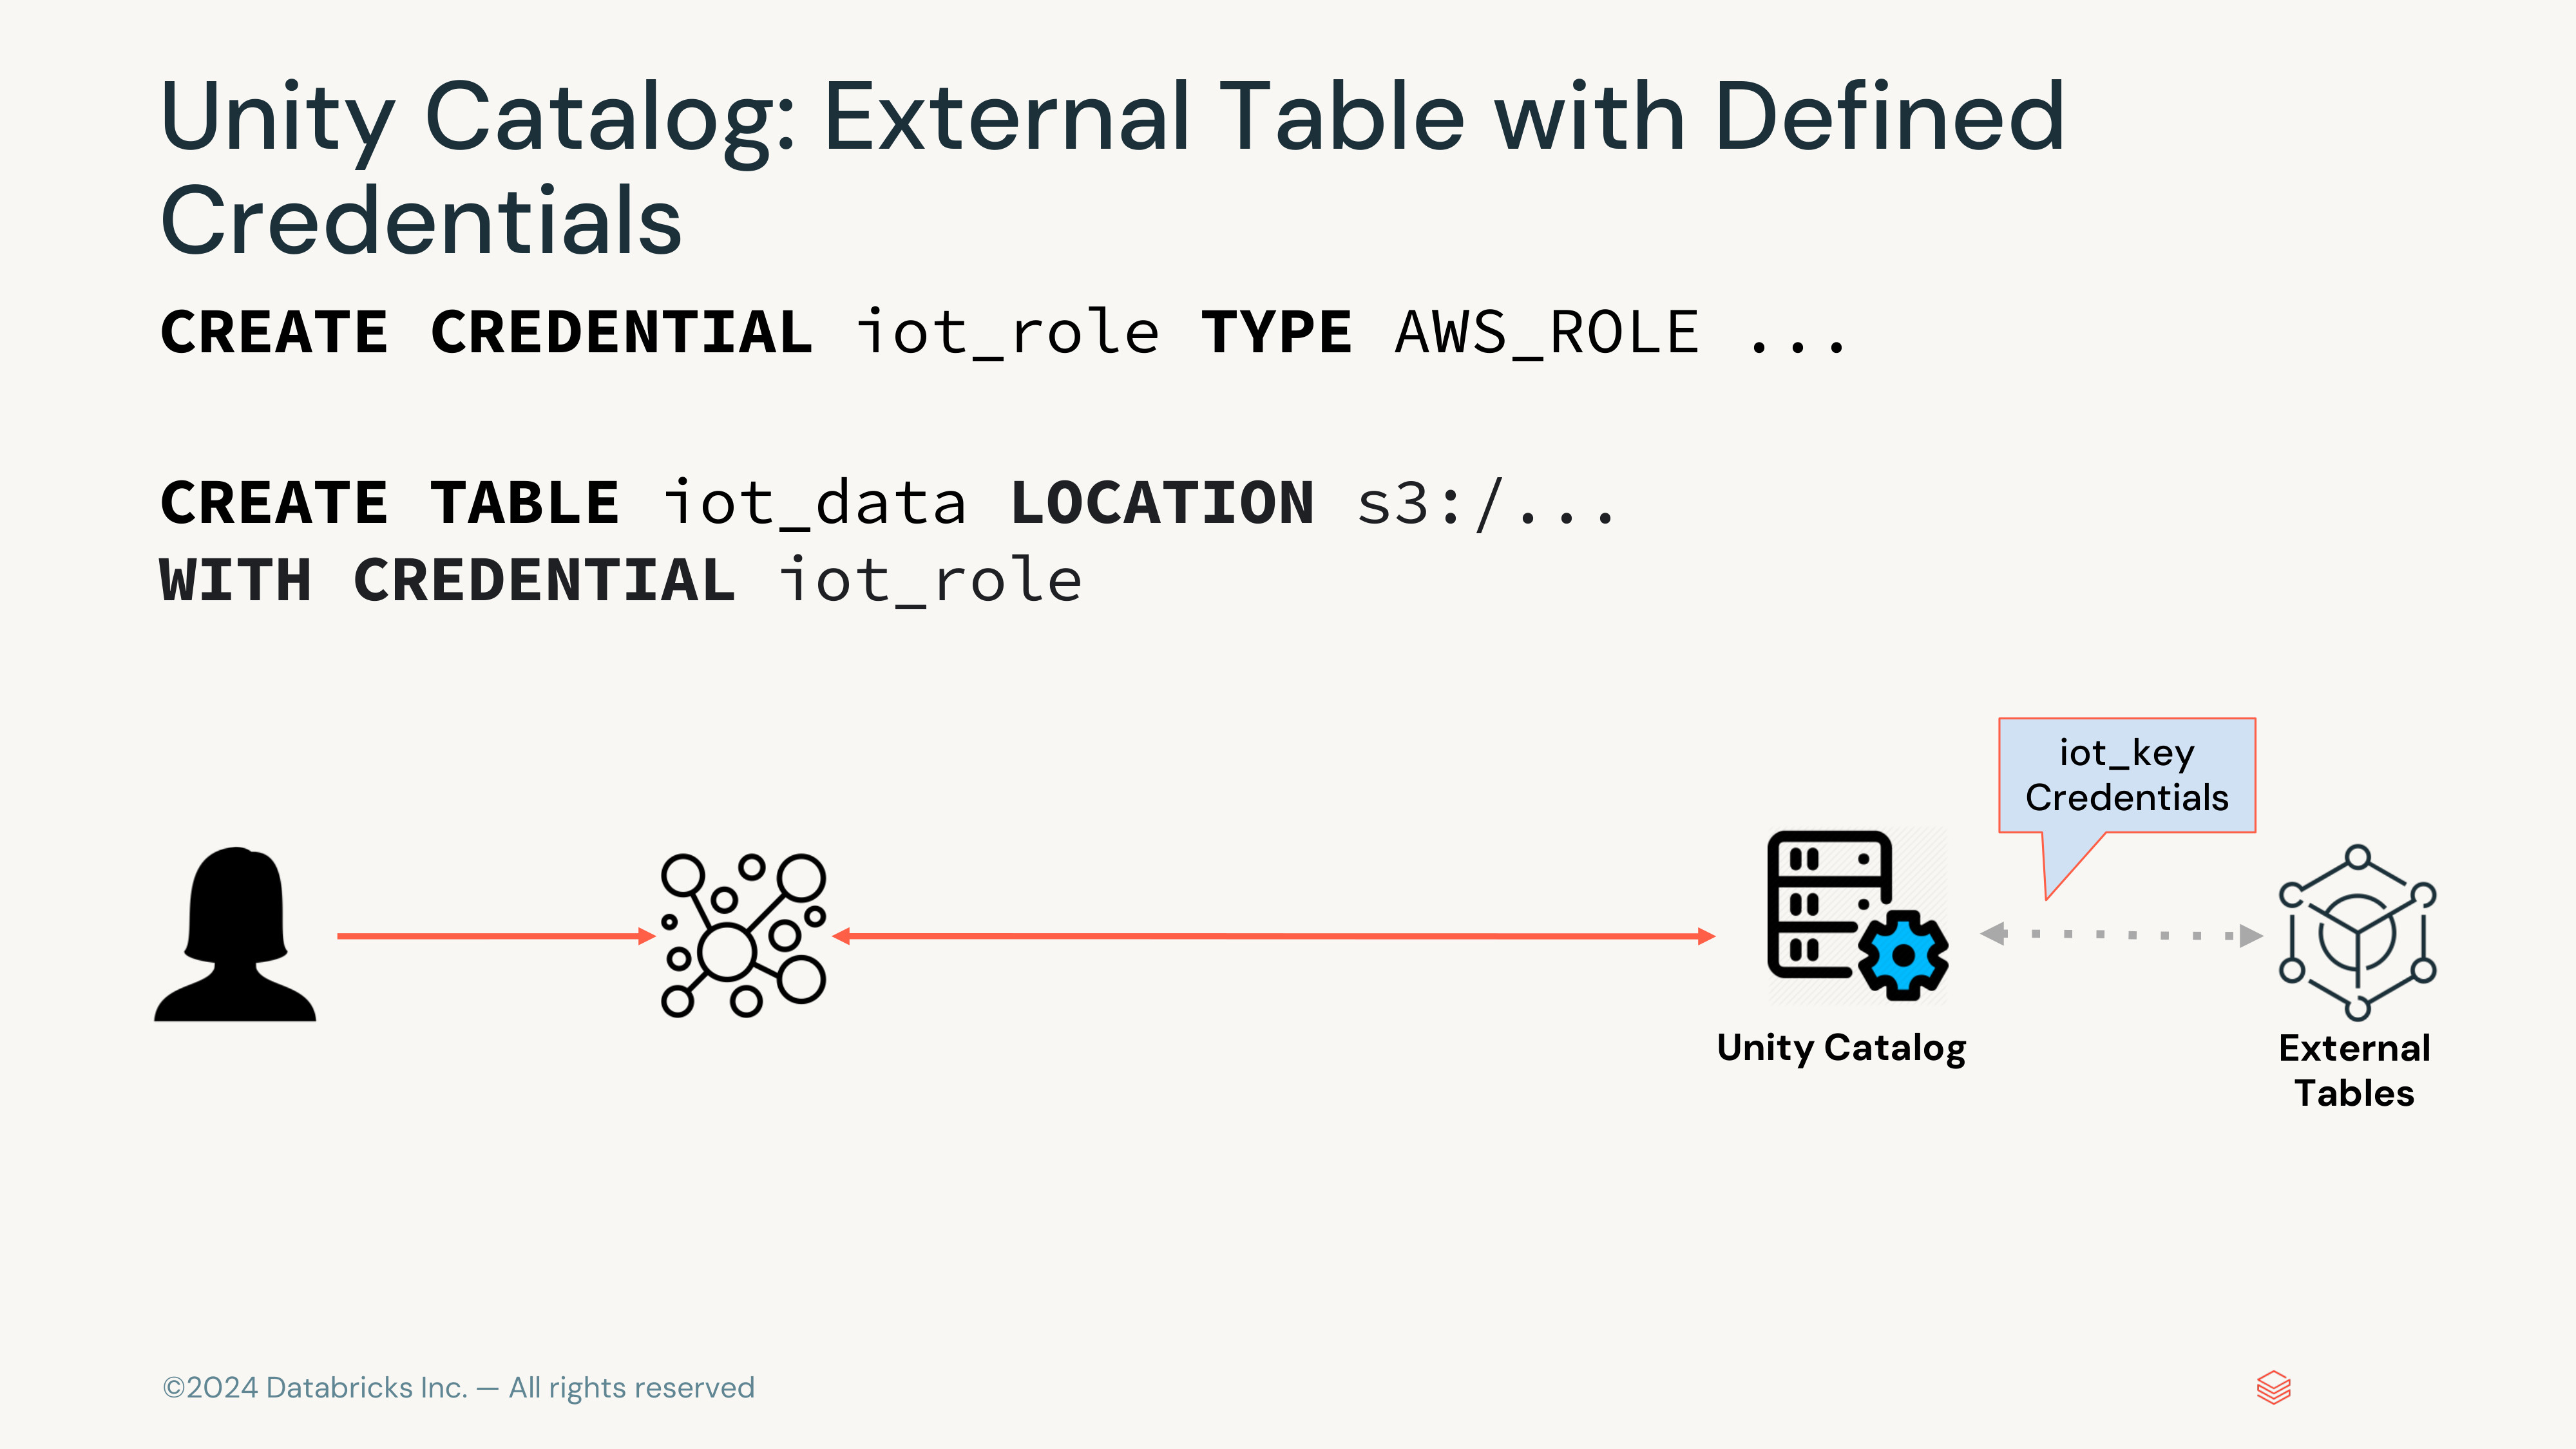 Unity Catalog: External Table with Defined
Credentials
CREATE CREDENTIAL iot_role TYPE AWS_ROLE ...
CREATE TABLE iot_data LOCATION s3:/...
WITH CREDENTIAL iot_role
iot_key
Credentials
Unity Catalog
External
Tables
©2024 Databricks Inc. — All rights reserved